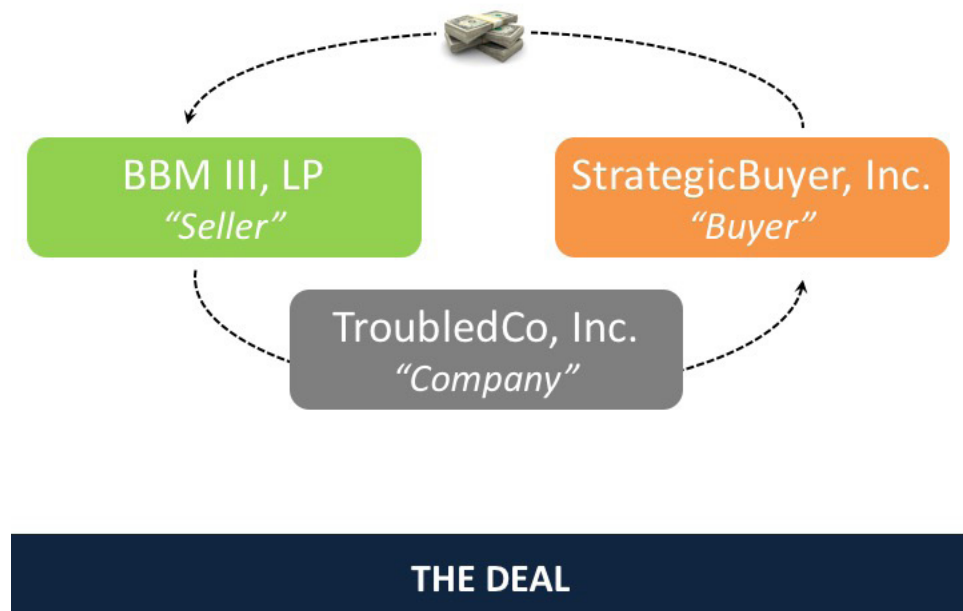 BBM III, LP
“Seller”
StrategicBuyer, Inc.
“Buyer”
TroubledCo, Inc.
“Company”
THE DEAL